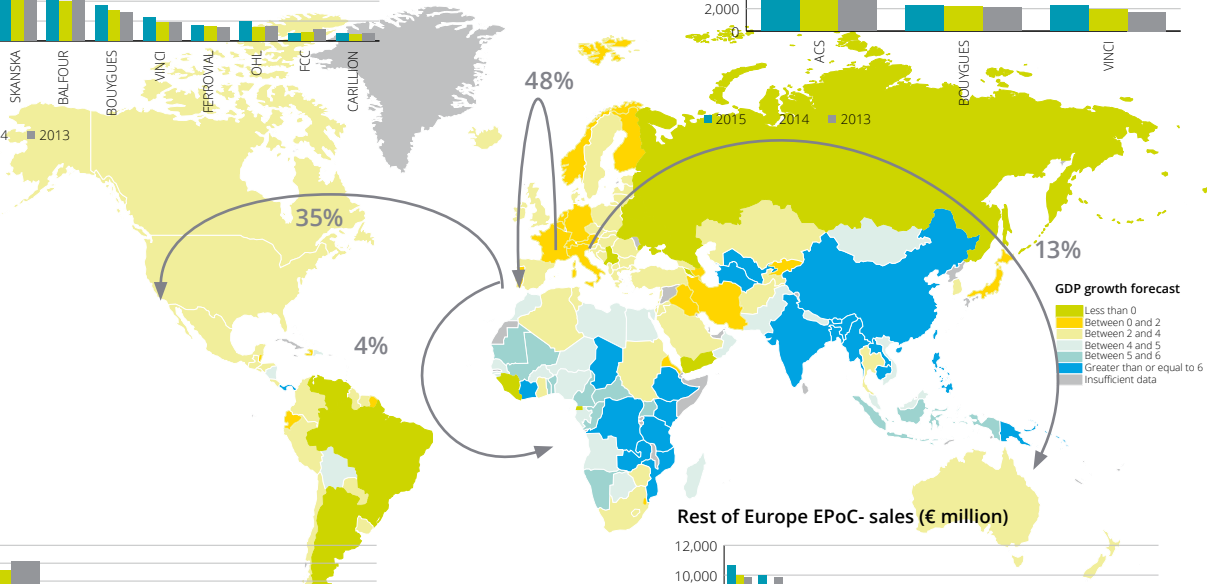 2,000
0
SKANSKA
BALFOUR
BOUYGUES
VINCI
FERROVIAL
OHL
FCC
CARILLION
ACS
BOUYGUES
VINCI
4 2013
2015 2014 2013
48%
35%
13%
4%
GDP growth forecast
Less than 0
Between 0 and 2
Between 2 and 4
Between 4 and 5
Between 5 and 6
Greater than or equal to 6
Insufficient data
Rest of Europe EPoC- sales (€ million)
12,000
10,000